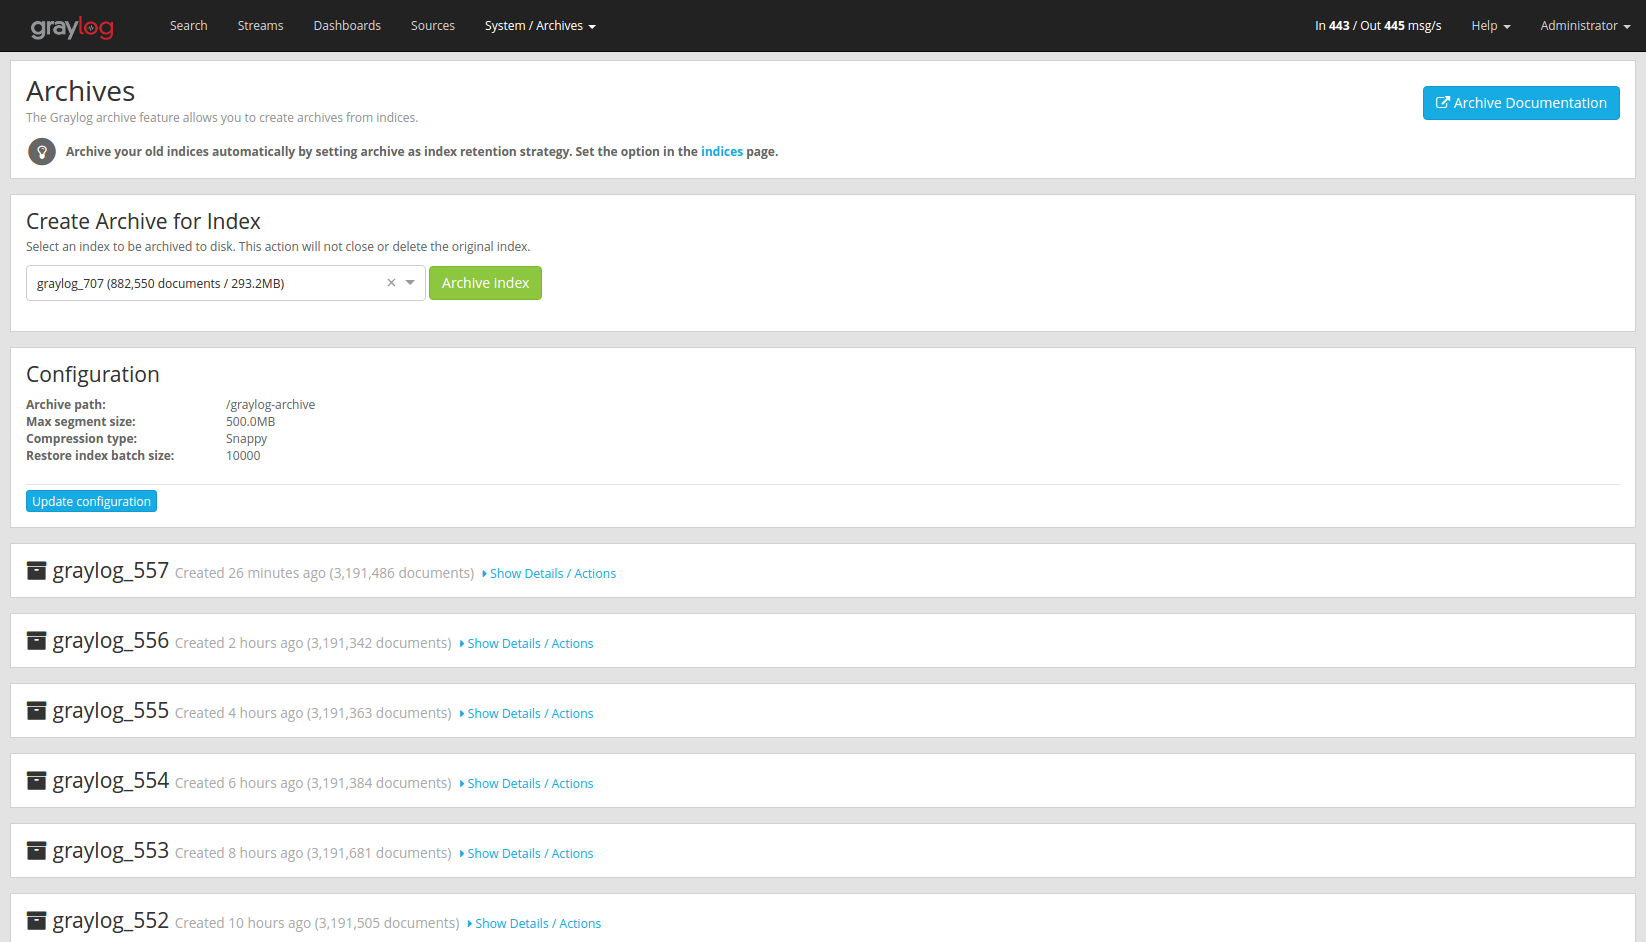 graylog Search Streams Dashboards Sources System / Archives In 443 / Out 445 msg/s Help Administrator
Archives
Archive Documentation
The Graylog archive feature allows you to create archives from indices.
Archive your old indices automatically by setting archive as index retention strategy. Set the option in the indices page.
Create Archive for Index
Select an index to be archived to disk. This action will not close or delete the original index.
graylog_707 (882,550 documents / 293.2MB) × Archive Index
Configuration
Archive path: /graylog-archive
Max segment size: 500.0MB
Compression type: Snappy
Restore index batch size: 10000
Update configuration
graylog_557 Created 26 minutes ago (3,191,486 documents) Show Details / Actions
graylog_556 Created 2 hours ago (3,191,342 documents) Show Details / Actions
graylog_555 Created 4 hours ago (3,191,363 documents) Show Details / Actions
graylog_554 Created 6 hours ago (3,191,384 documents) Show Details / Actions
graylog_553 Created 8 hours ago (3,191,681 documents) Show Details / Actions
graylog_552 Created 10 hours ago (3,191,505 documents) Show Details / Actions